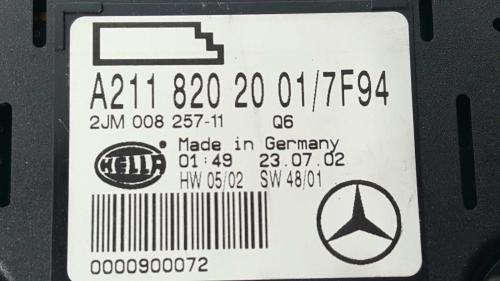 A211 820 20 01/7F94
2JM 008 257-11 Q6
HELLA
Made in Germany
01:49 23.07.02
HW 05/02 SW 48/01
0000900072